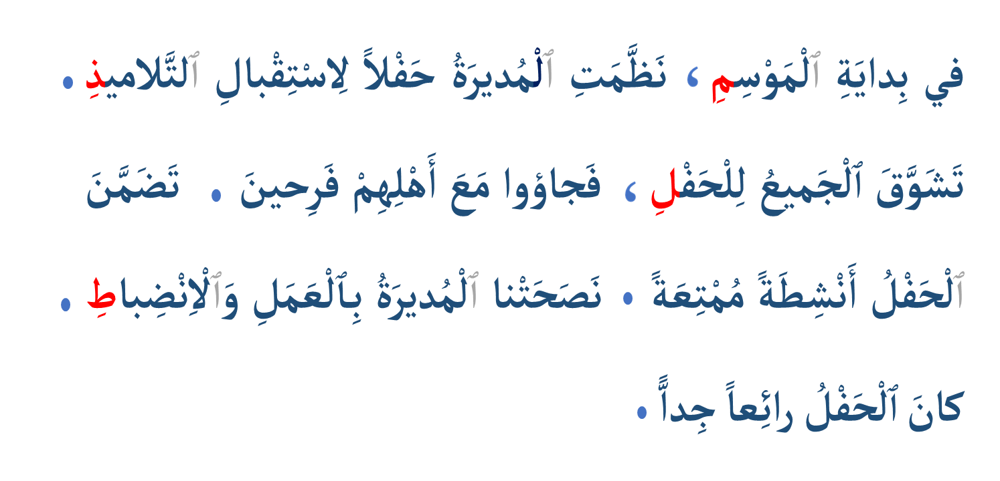 في بِدايَةِ ٱلْمَوْسِمِ ، نَظَّمَتِ ٱلْمُديرَةُ حَفْلاً لِاسْتِقْبالِ ٱلتَّلاميذِ .
تَشَوَّقَ ٱلْجَميعُ لِلْحَفْلِ ، فَجاؤوا مَعَ أَهْلِهِمْ فَرِحينَ . تَضَمَّنَ
ٱلْحَفْلُ أَنْشِطَةً مُمْتِعَةً . نَصَحَتْنا ٱلْمُديرَةُ بِٱلْعَمَلِ وَٱلْاِنْضِباطِ .
كانَ ٱلْحَفْلُ رائِعاً جِداًّ .